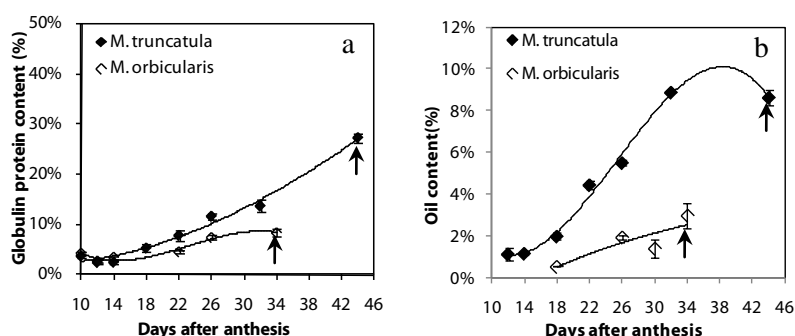 a
M. truncatula
M. orbicularis
Globulin protein content (%)
50%
40%
30%
20%
10%
0%
10 14 18 22 26 30 34 38 42 46
Days after anthesis
b
M. truncatula
M. orbicularis
Oil content(%)
12%
10%
8%
6%
4%
2%
0%
10 14 18 22 26 30 34 38 42 46
Days after anthesis